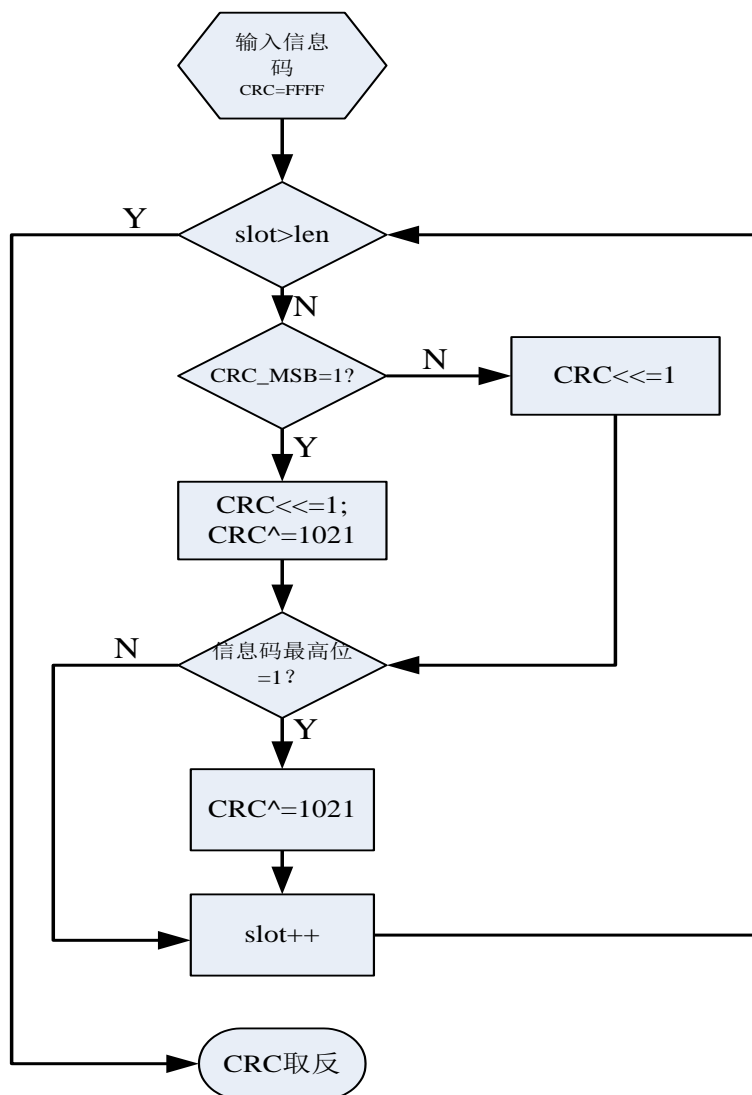 输入信息
码
CRC=FFFF
Y
slot>len
N
CRC_MSB=1?
N
CRC<<=1
Y
CRC<<=1;
CRC^=1021
N
信息码最高位
=1?
Y
CRC^=1021
slot++
CRC取反